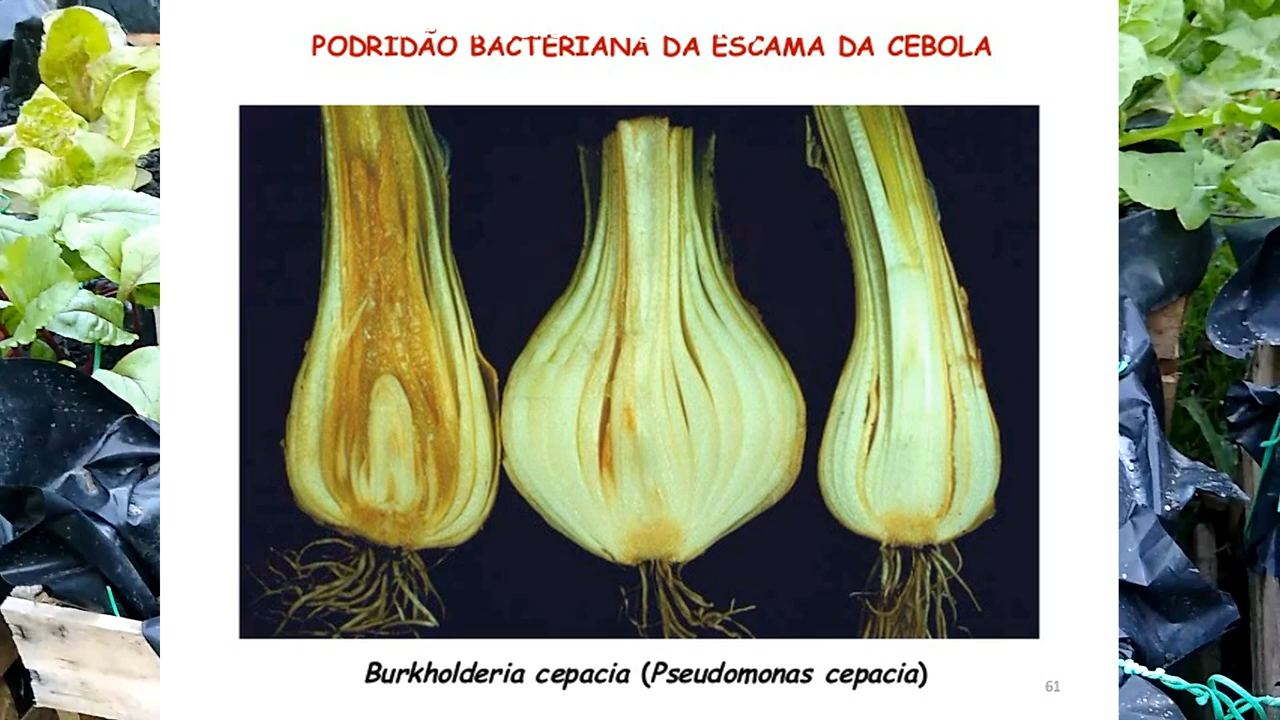 PODRIDÃO BACTERIANA DA ESCAMA DA CEBOLA
Burkholderia cepacia (Pseudomonas cepacia)
61